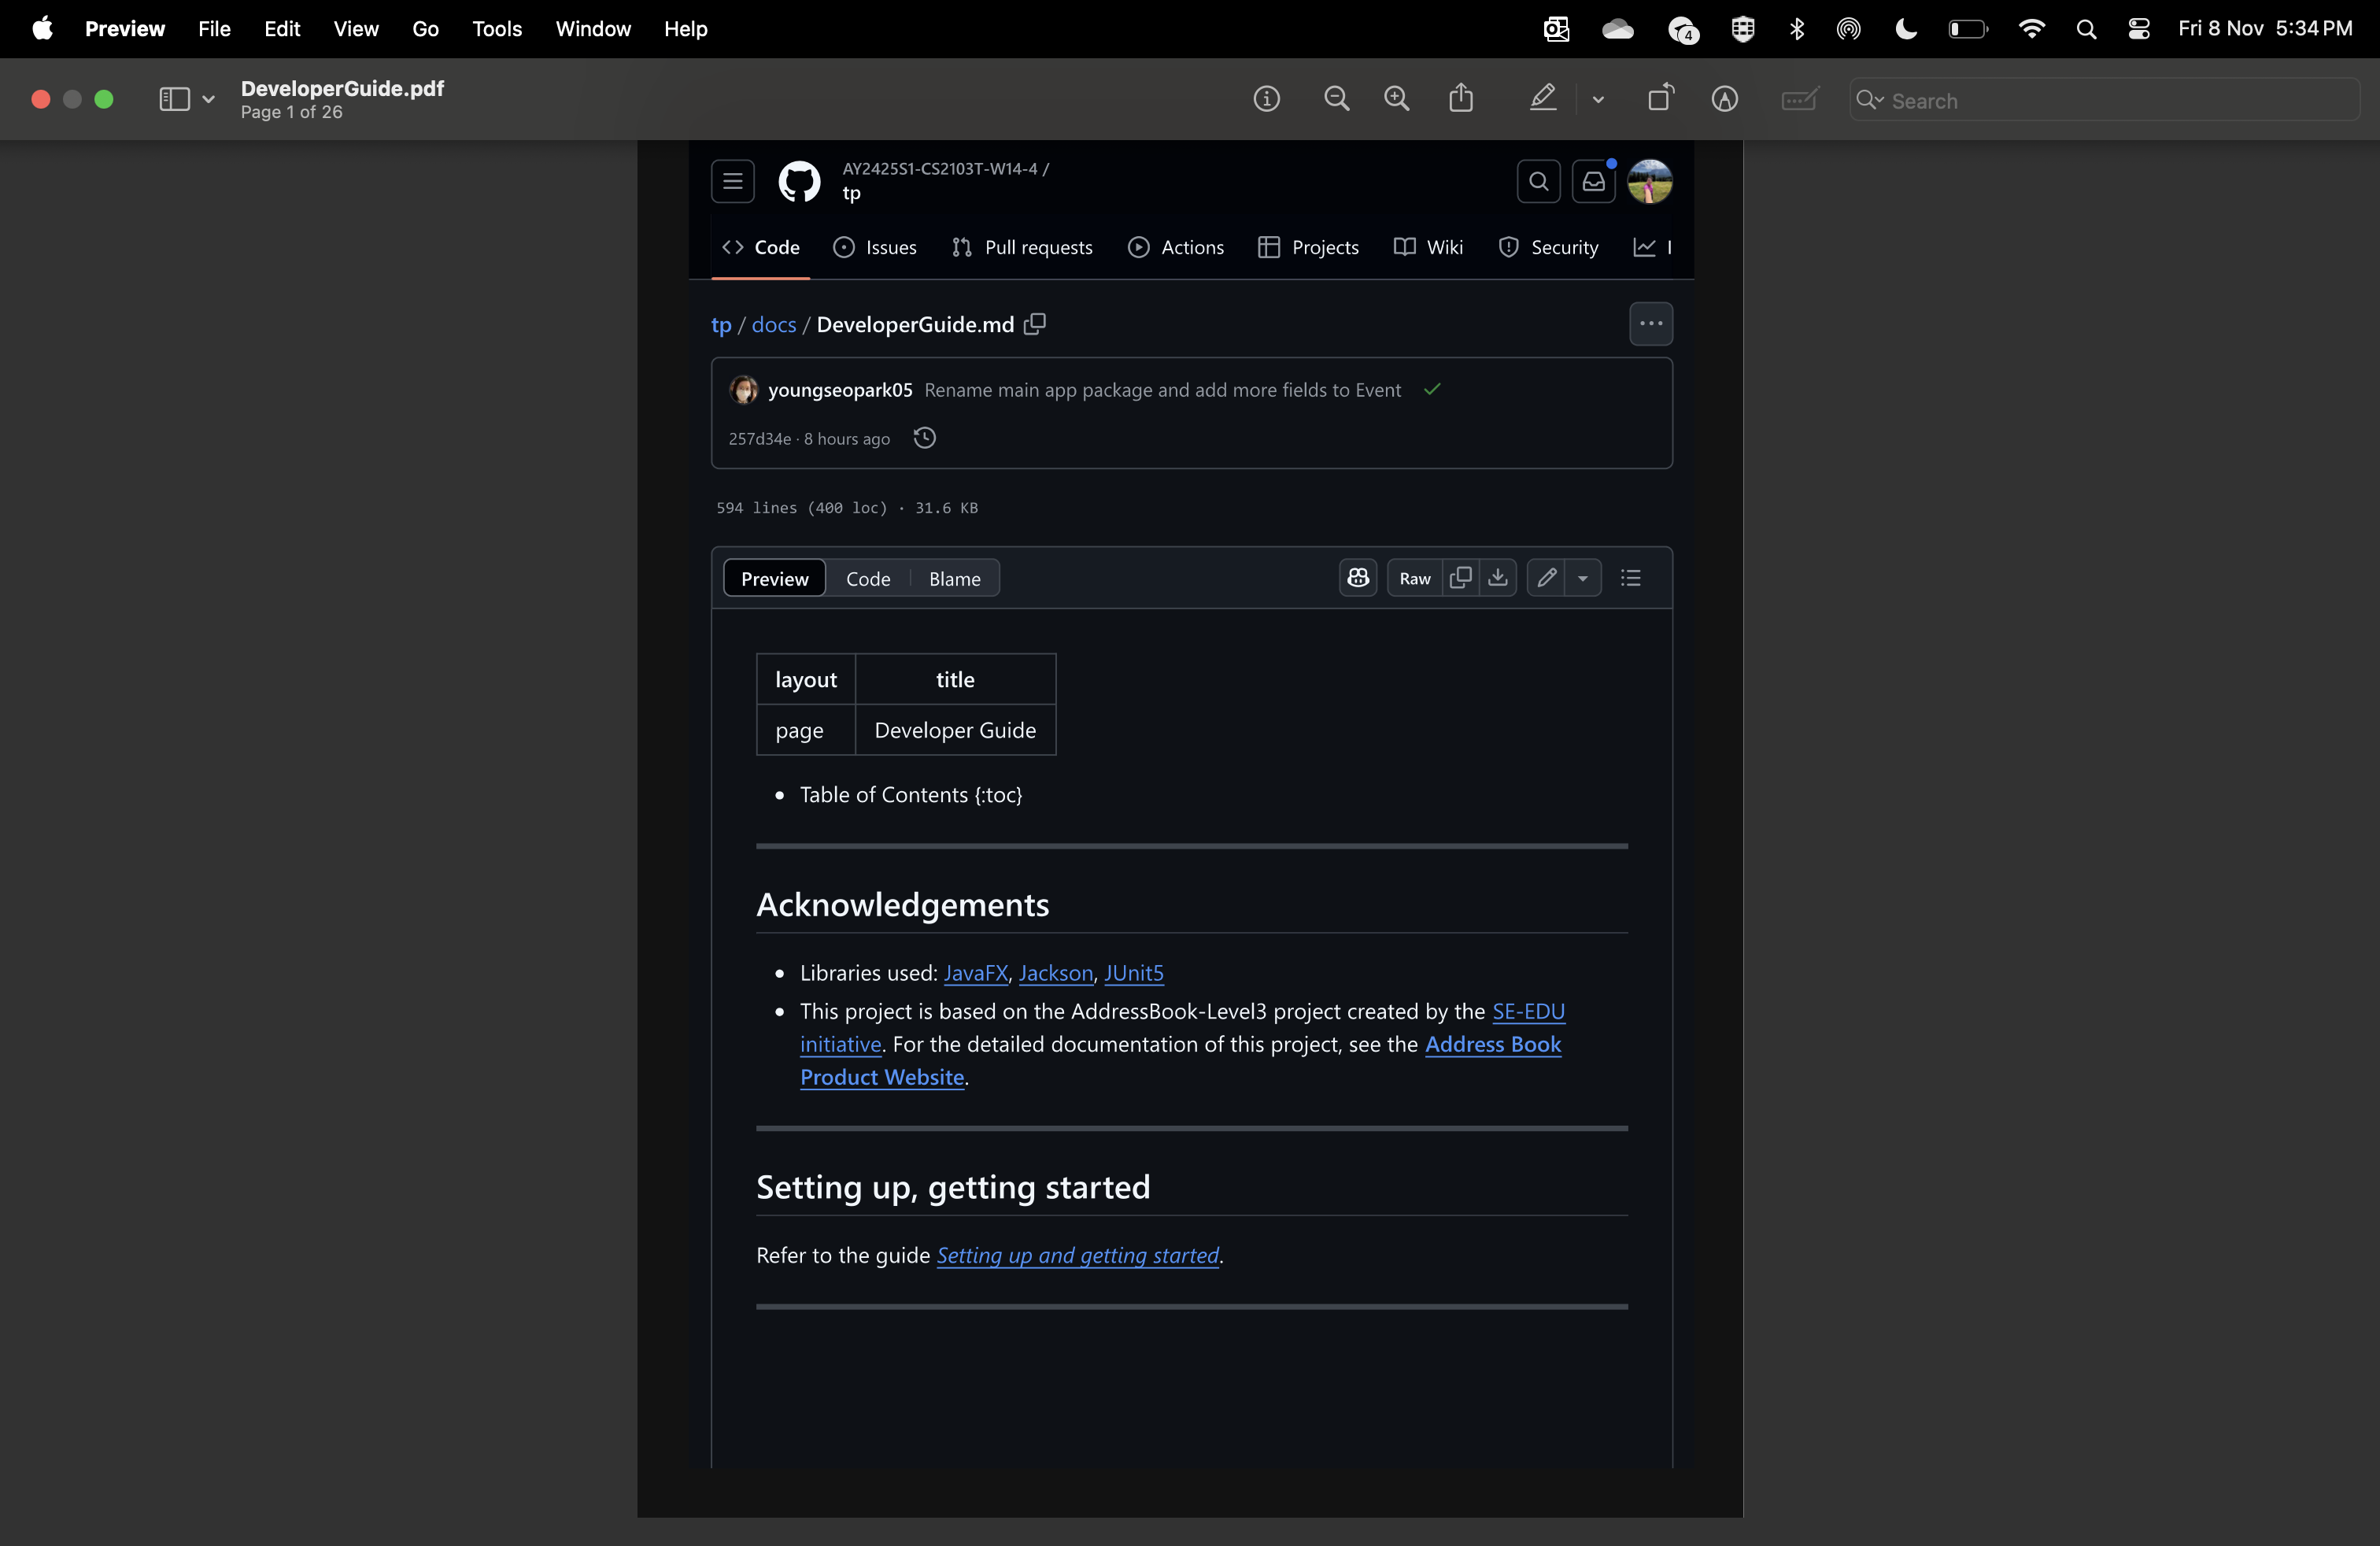 Preview File Edit View Go Tools Window Help
4
Fri 8 Nov 5:34 PM
DeveloperGuide.pdf
Page 1 of 26
Search
AY2425S1-CS2103T-W14-4 /
tp
Code Issues Pull requests Actions Projects Wiki Security
tp / docs / DeveloperGuide.md
youngseopark05 Rename main app package and add more fields to Event
257d34e · 8 hours ago
594 lines (400 loc) · 31.6 KB
Preview Code Blame
Raw
layout title
page Developer Guide
• Table of Contents {:toc}
Acknowledgements
• Libraries used: JavaFX, Jackson, JUnit5
• This project is based on the AddressBook-Level3 project created by the SE-EDU
initiative. For the detailed documentation of this project, see the Address Book
Product Website.
Setting up, getting started
Refer to the guide Setting up and getting started.